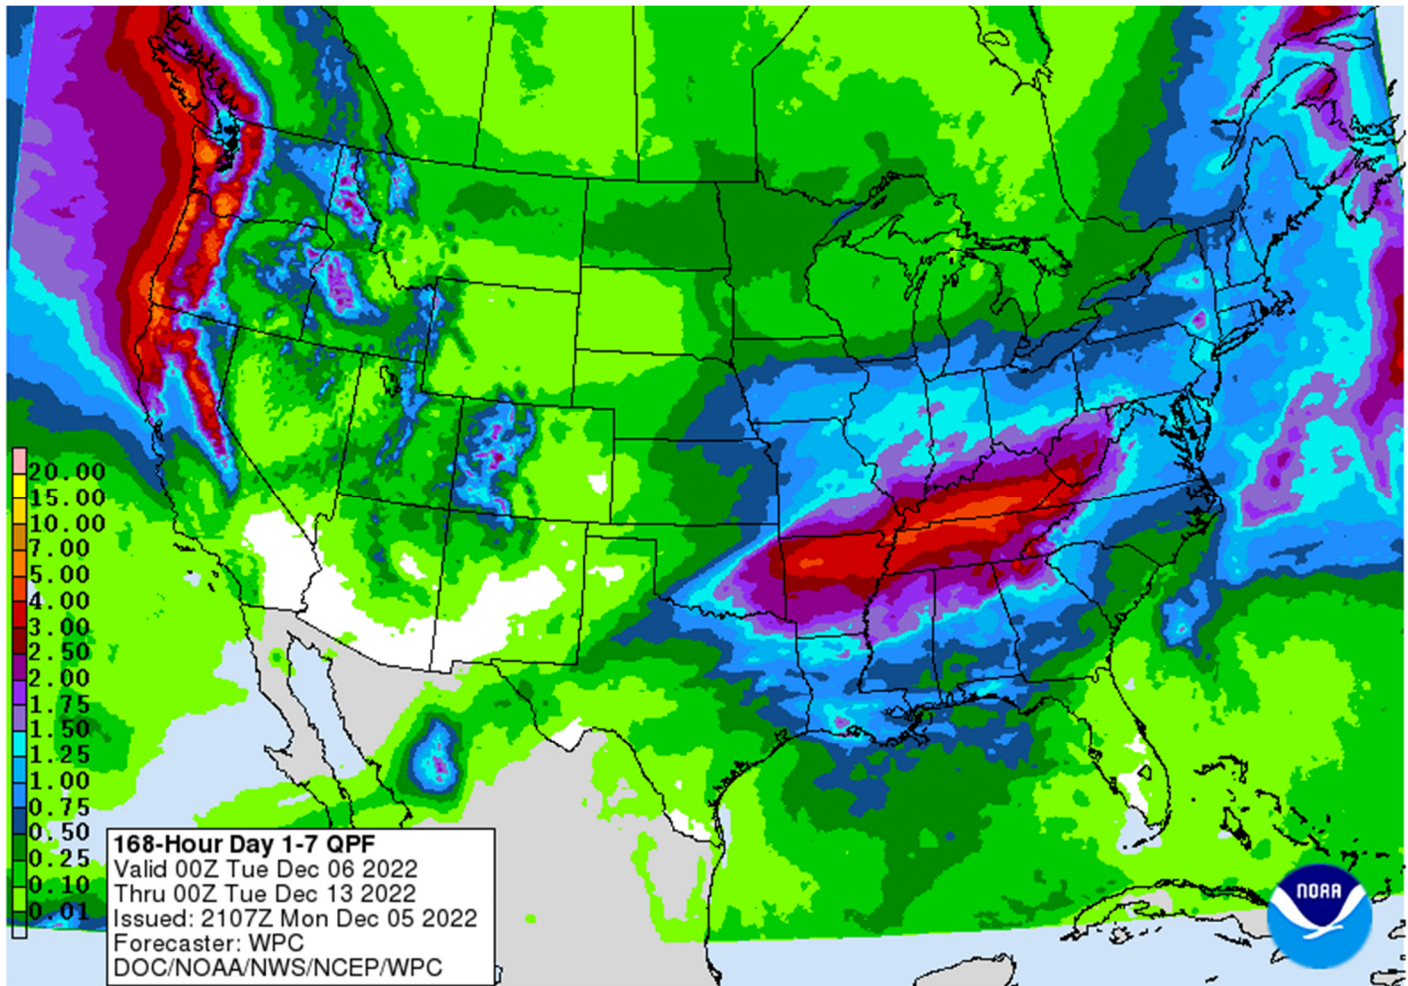 20.00
15.00
10.00
7.00
5.00
4.00
3.00
2.50
2.00
1.75
1.50
1.25
1.00
0.75
0.50
0.25
0.10
0.01
168-Hour Day 1-7 QPF
Valid 00Z Tue Dec 06 2022
Thru 00Z Tue Dec 13 2022
Issued: 2107Z Mon Dec 05 2022
Forecaster: WPC
DOC/NOAA/NWS/NCEP/WPC
NOAA